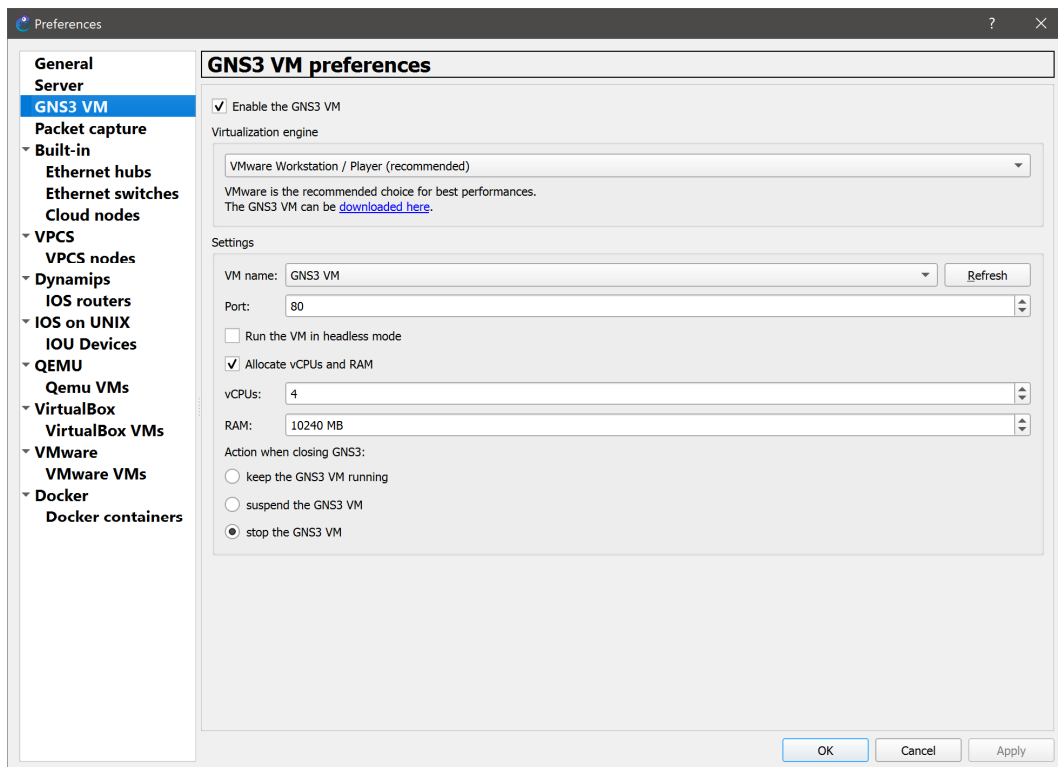 Preferences
General
Server
GNS3 VM
Packet capture
Built-in
Ethernet hubs
Ethernet switches
Cloud nodes
VPCS
VPCS nodes
Dynamips
IOS routers
IOS on UNIX
IOU Devices
QEMU
Qemu VMs
VirtualBox
VirtualBox VMs
VMware
VMware VMs
Docker
Docker containers
GNS3 VM preferences
Enable the GNS3 VM
Virtualization engine
VMware Workstation / Player (recommended)
VMware is the recommended choice for best performances.
The GNS3 VM can be downloaded here.
Settings
VM name: GNS3 VM Refresh
Port: 80
Run the VM in headless mode
Allocate vCPUs and RAM
vCPUs: 4
RAM: 10240 MB
Action when closing GNS3:
keep the GNS3 VM running
suspend the GNS3 VM
stop the GNS3 VM
OK Cancel Apply